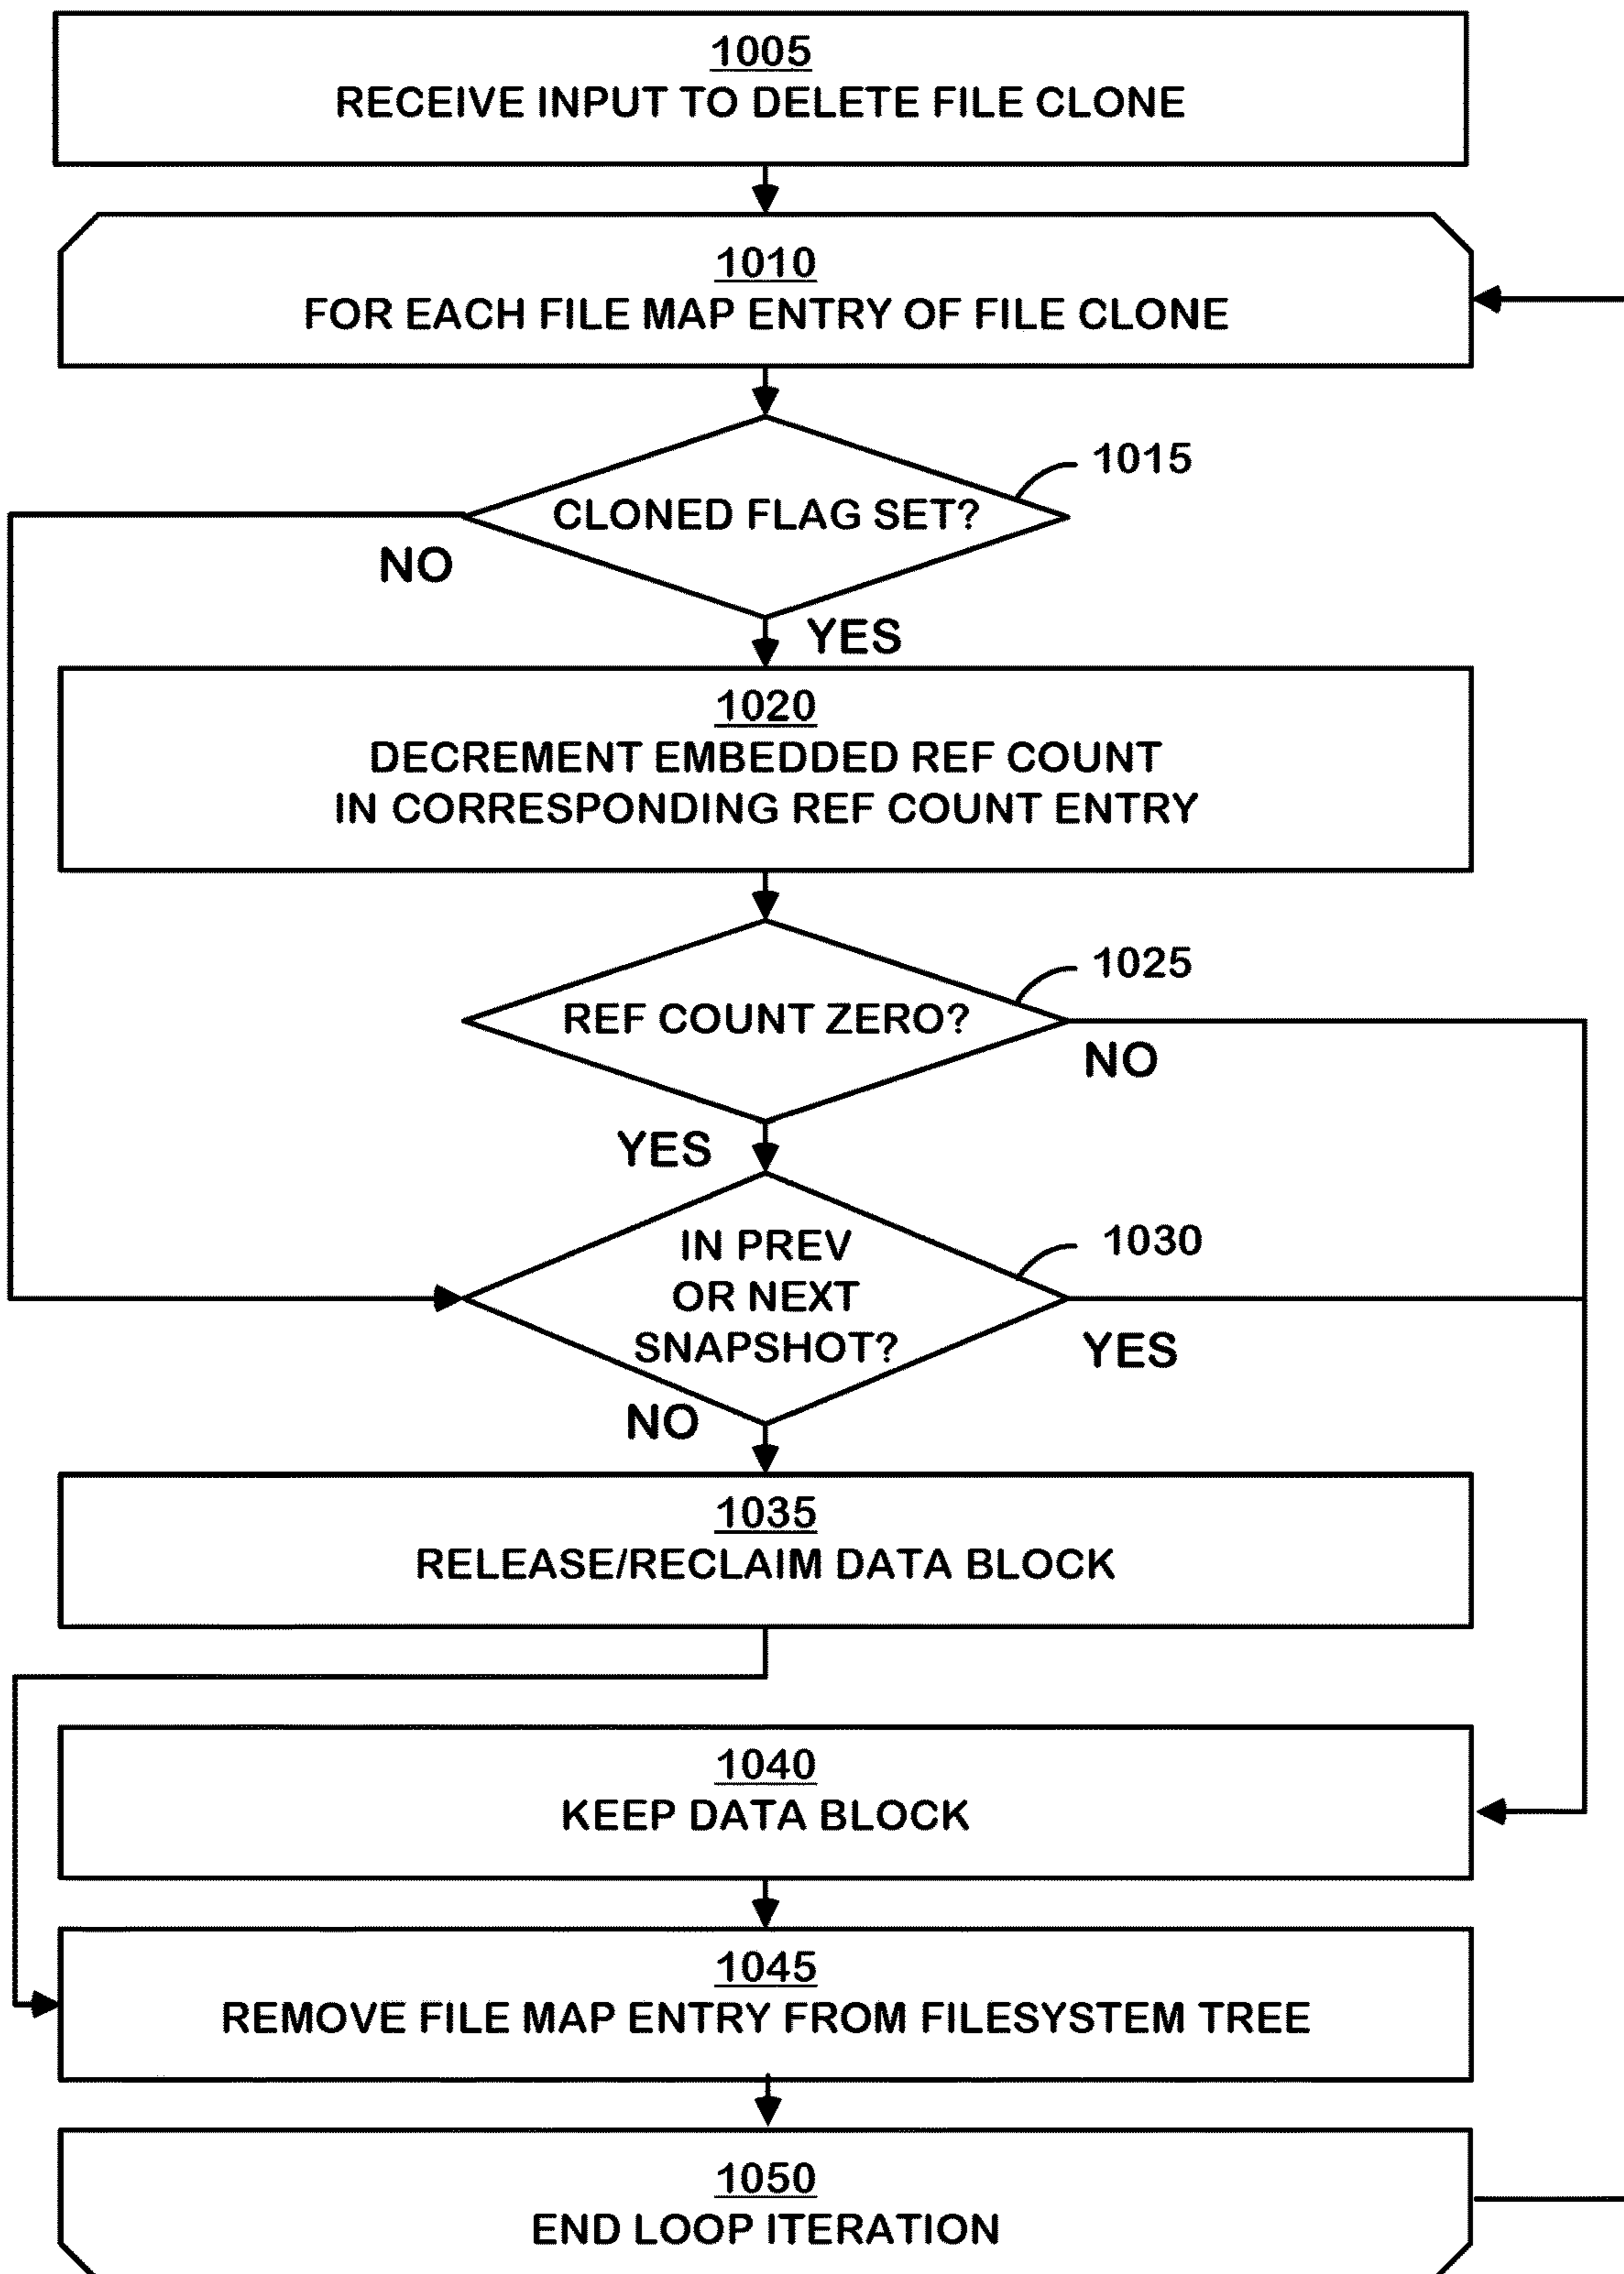 1005
RECEIVE INPUT TO DELETE FILE CLONE
1010
FOR EACH FILE MAP ENTRY OF FILE CLONE
1015
CLONED FLAG SET?
NO
YES
1020
DECREMENT EMBEDDED REF COUNT
IN CORRESPONDING REF COUNT ENTRY
1025
REF COUNT ZERO?
NO
YES
1030
IN PREV
OR NEXT
SNAPSHOT?
YES
NO
1035
RELEASE/RECLAIM DATA BLOCK
1040
KEEP DATA BLOCK
1045
REMOVE FILE MAP ENTRY FROM FILESYSTEM TREE
1050
END LOOP ITERATION